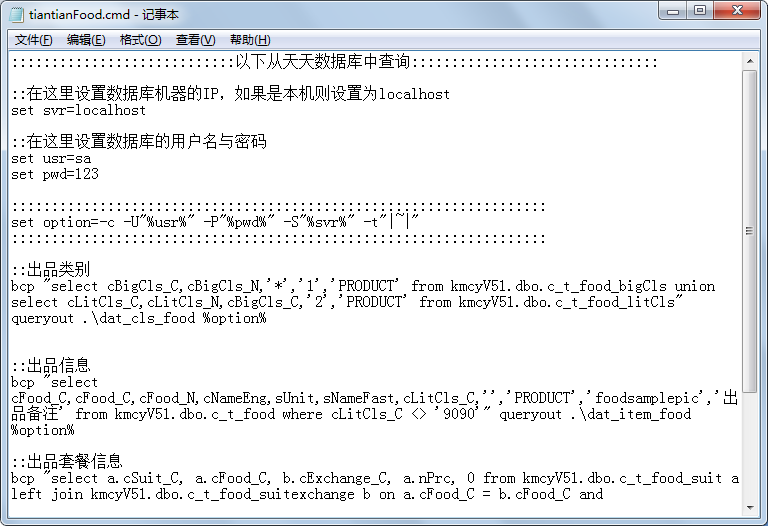 tiantianFood.cmd - 记事本
文件(F) 编辑(E) 格式(O) 查看(V) 帮助(H)
::::::::::::::::::::::::::::以下从天天数据库中查询:::::::::::::::::::::::::::::::
::在这里设置数据库机器的IP，如果是本机则设置为localhost
set svr=localhost
::在这里设置数据库的用户名与密码
set usr=sa
set pwd=123
:::::::::::::::::::::::::::::::::::::::::::::::::::::::::::::::::::
set option=-c -U"%usr%" -P"%pwd%" -S"%svr%" -t"|~|"
:::::::::::::::::::::::::::::::::::::::::::::::::::::::::::::::::::
::出品类别
bcp "select cBigCls_C,cBigCls_N,'*','1','PRODUCT' from kmcyV51.dbo.c_t_food_bigCls union
select cLitCls_C,cLitCls_N,cBigCls_C,'2','PRODUCT' from kmcyV51.dbo.c_t_food_litCls"
queryout .\dat_cls_food %option%
::出品信息
bcp "select
cFood_C,cFood_C,cFood_N,cNameEng,sUnit,sNameFast,cLitCls_C,'','PRODUCT','foodsamplepic','出
品备注' from kmcyV51.dbo.c_t_food where cLitCls_C <> '9090'" queryout .\dat_item_food
%option%
::出品套餐信息
bcp "select a.cSuit_C, a.cFood_C, b.cExchange_C, a.nPrc, 0 from kmcyV51.dbo.c_t_food_suit a
left join kmcyV51.dbo.c_t_food_suitexchange b on a.cFood_C = b.cFood_C and